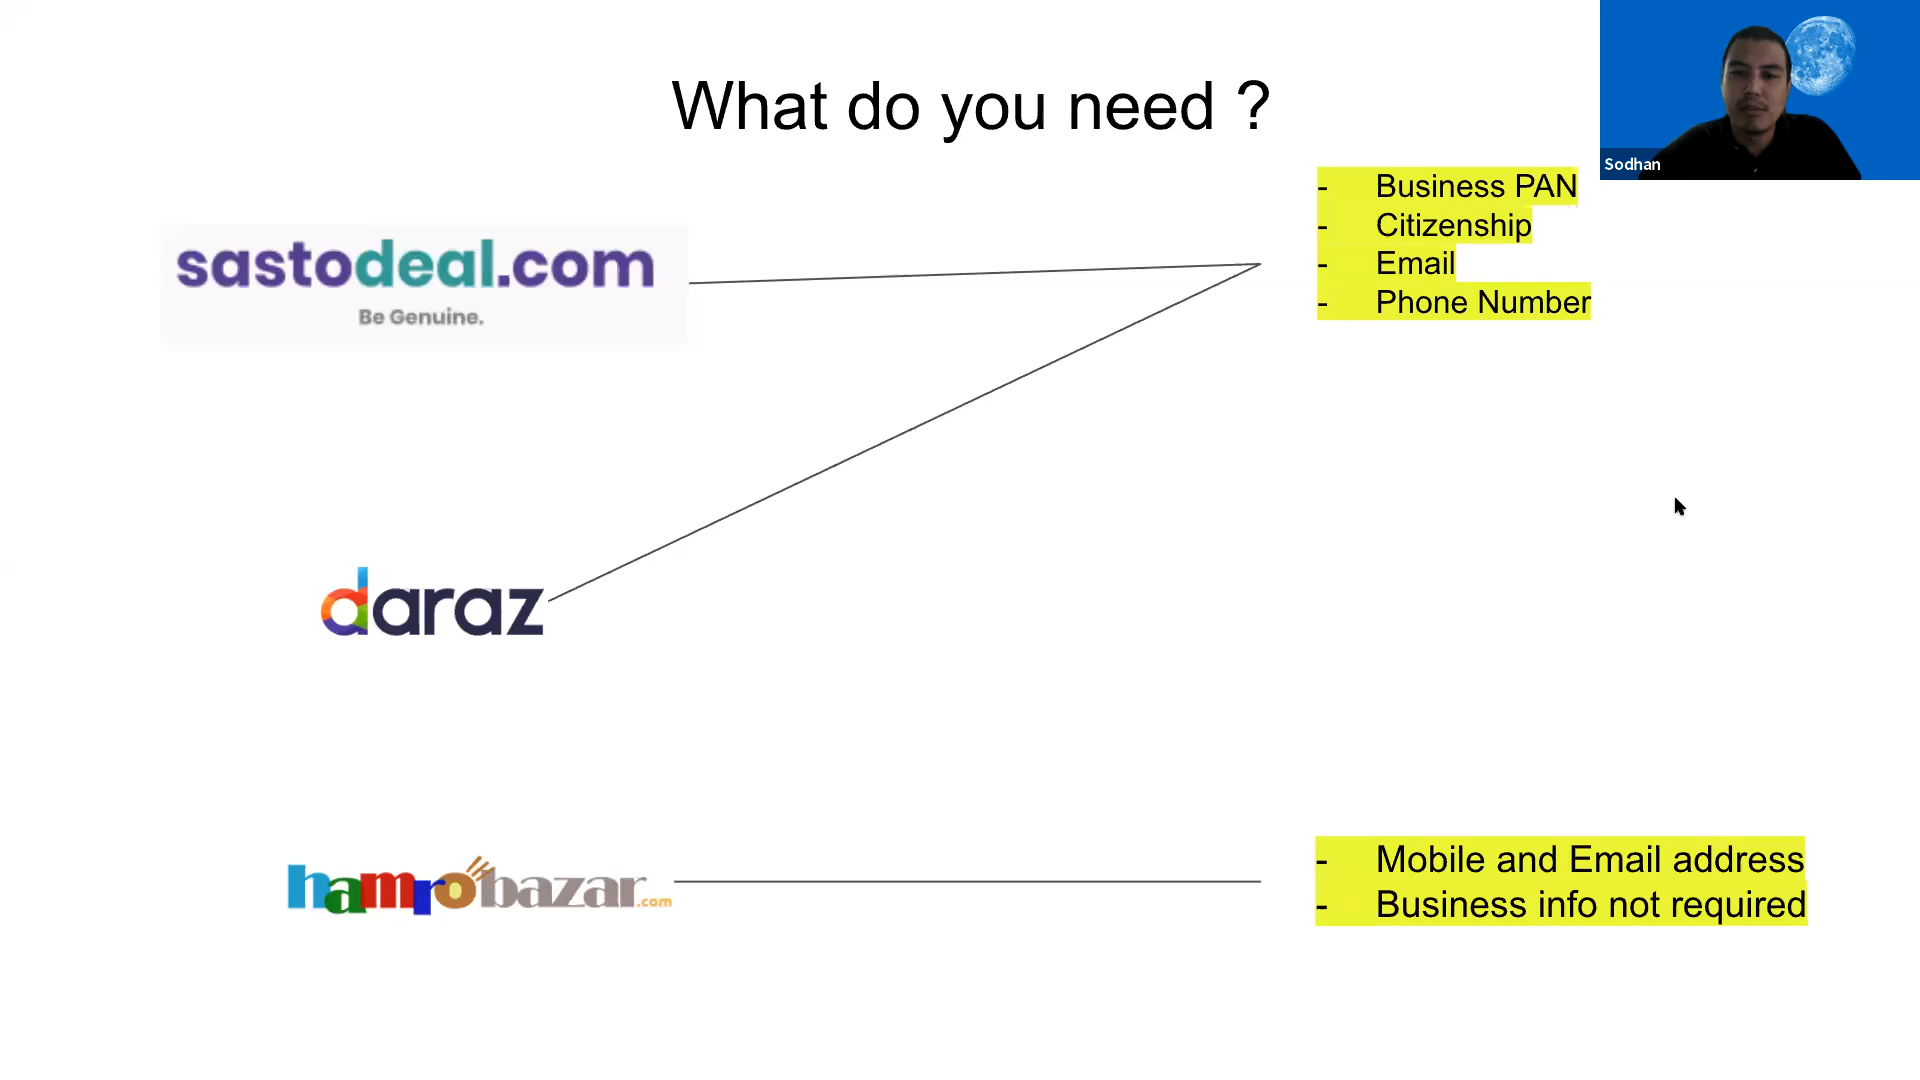 What do you need ?
Sodhan
- Business PAN
- Citizenship
- Email
- Phone Number
sastodeal.com
Be Genuine.
daraz
hamrobazar.com
- Mobile and Email address
- Business info not required